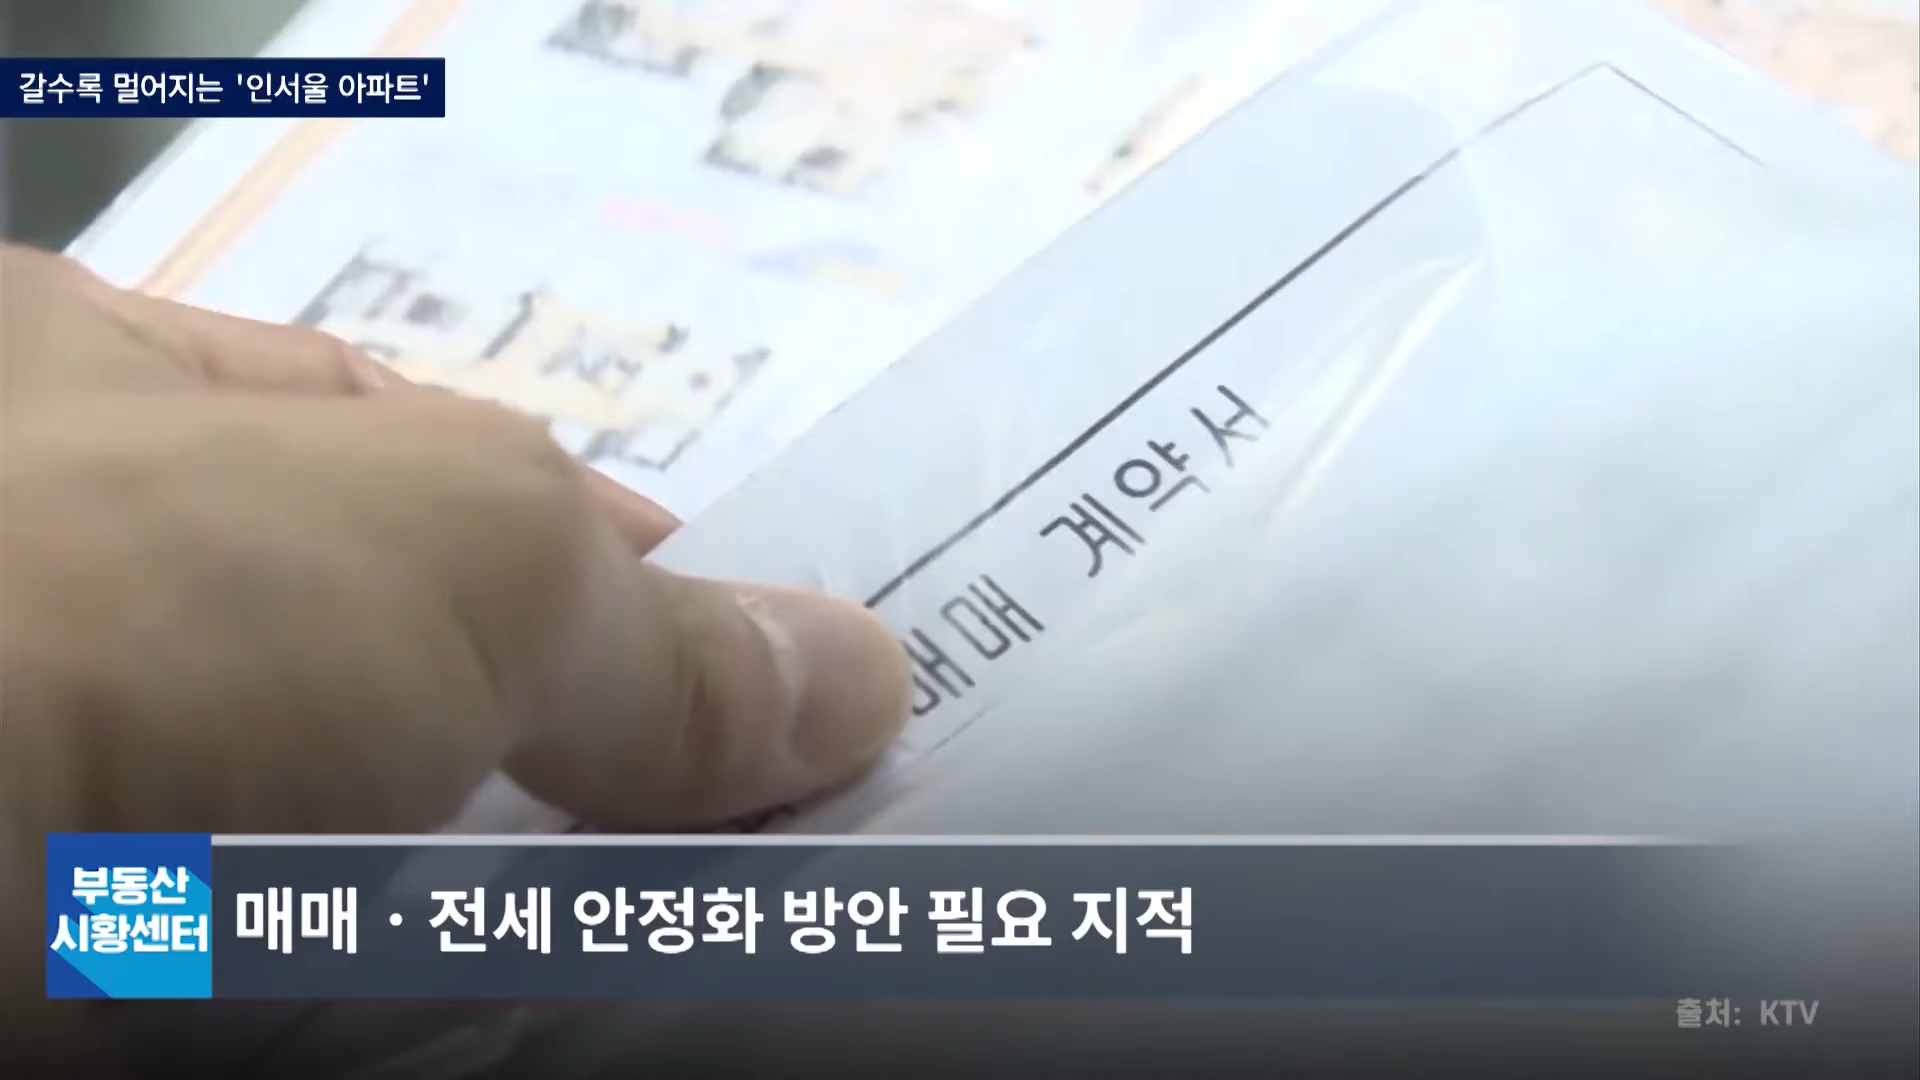 갈수록 멀어지는 '인서울 아파트'
매매 계약서
부동산
시황센터
매매 · 전세 안정화 방안 필요 지적
출처: KTV